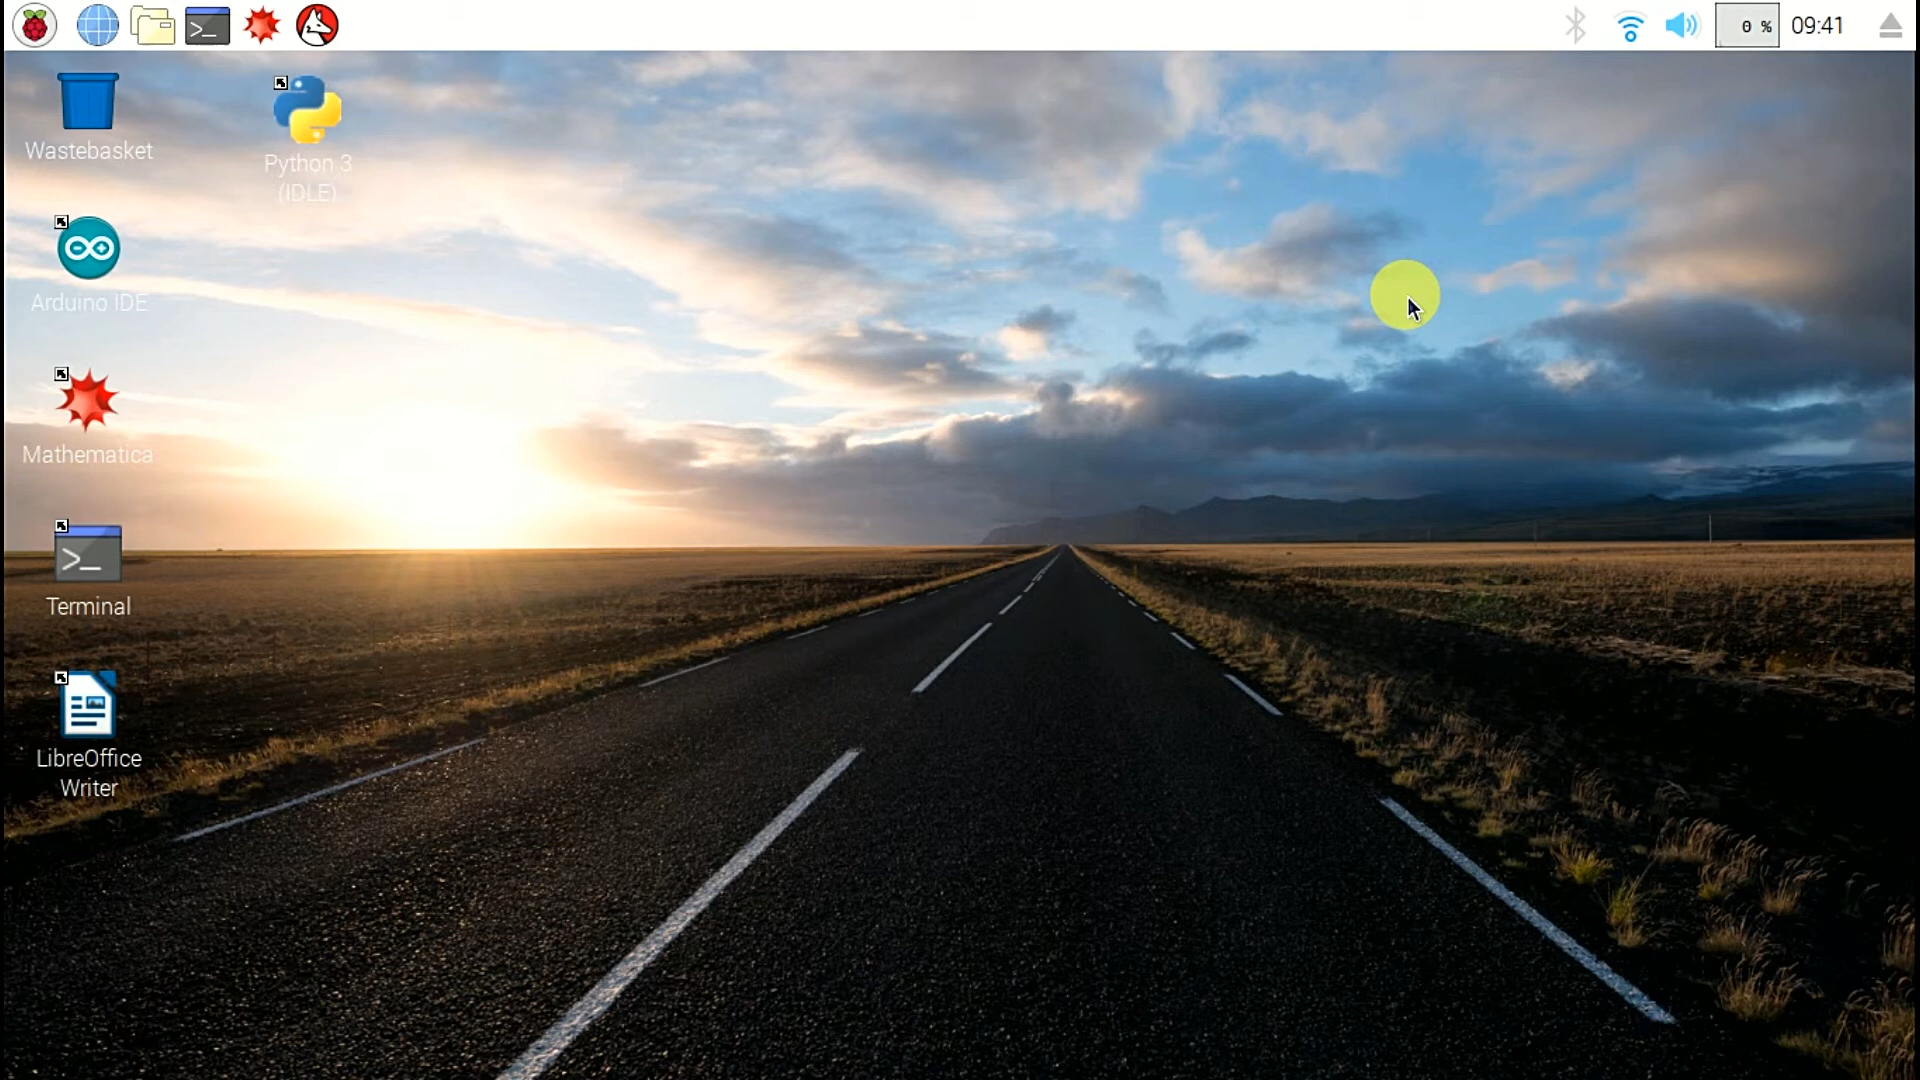 0 % 09:41
Wastebasket
Python 3
(IDLE)
Arduino IDE
Mathematica
>_
Terminal
LibreOffice
Writer